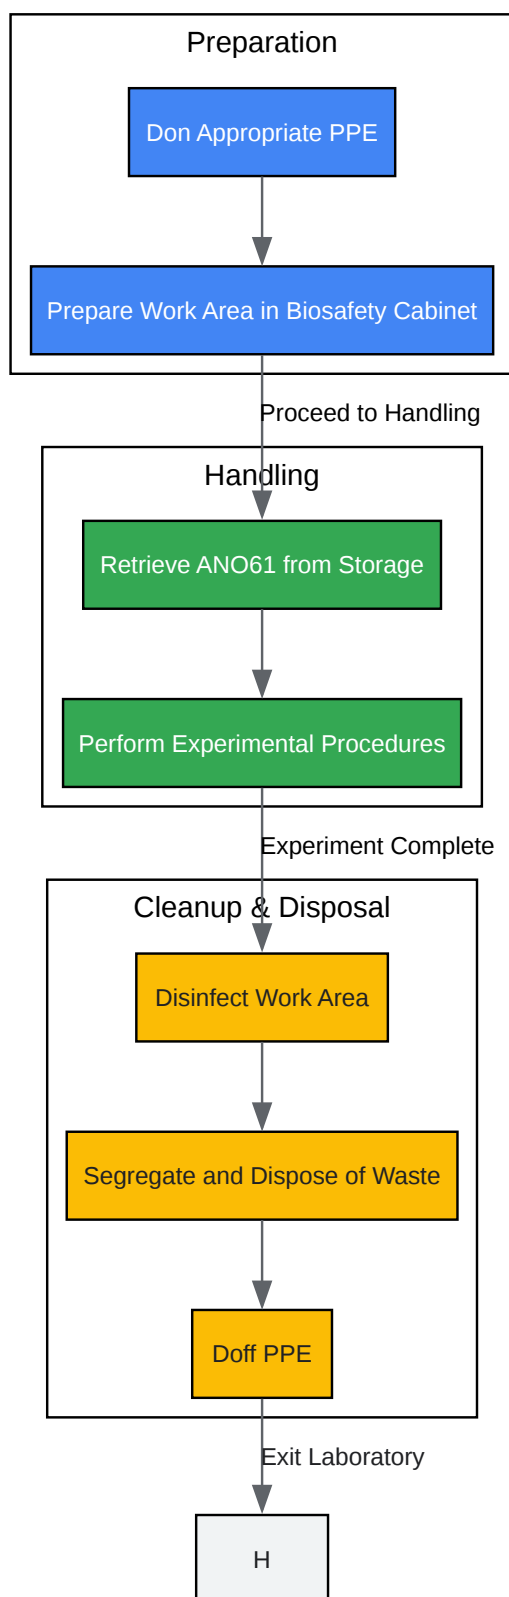 Preparation
Don Appropriate PPE
Prepare Work Area in Biosafety Cabinet
Proceed to Handling
Handling
Retrieve ANO61 from Storage
Perform Experimental Procedures
Experiment Complete
Cleanup & Disposal
Disinfect Work Area
Segregate and Dispose of Waste
Doff PPE
Exit Laboratory
H